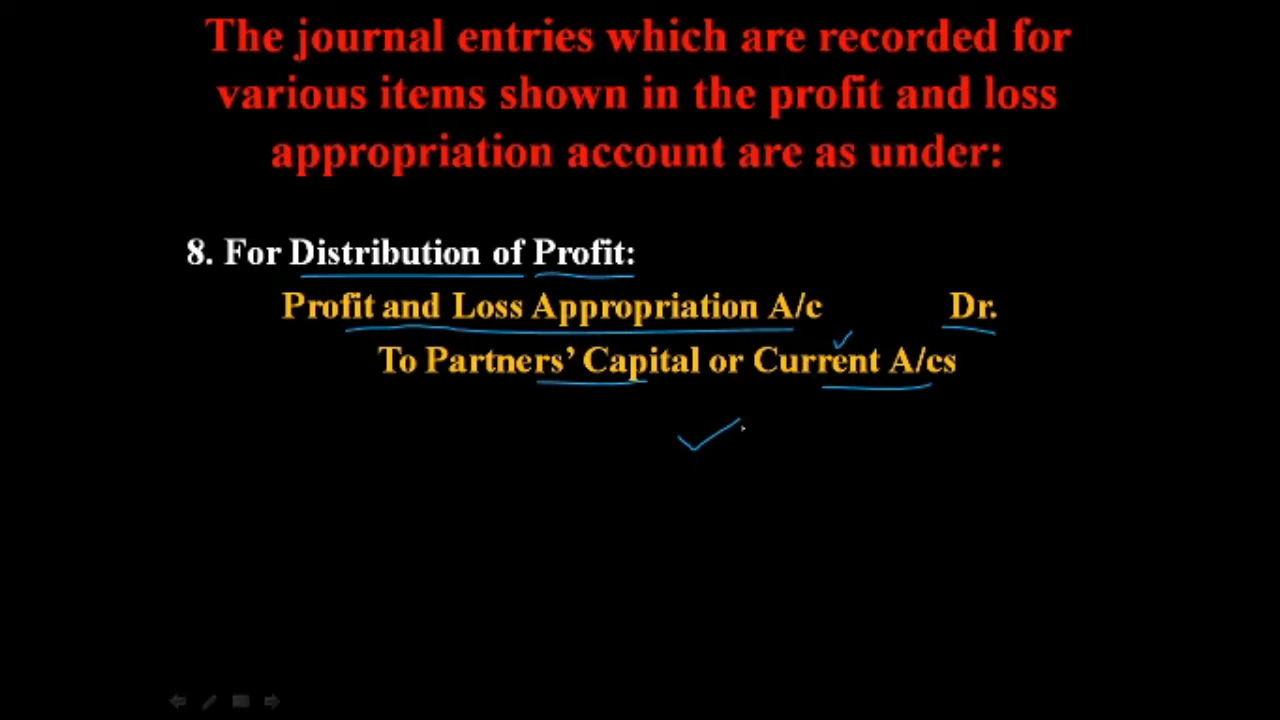 The journal entries which are recorded for
various items shown in the profit and loss
appropriation account are as under:
8. For Distribution of Profit:
Profit and Loss Appropriation A/c Dr.
To Partners’ Capital or Current A/cs